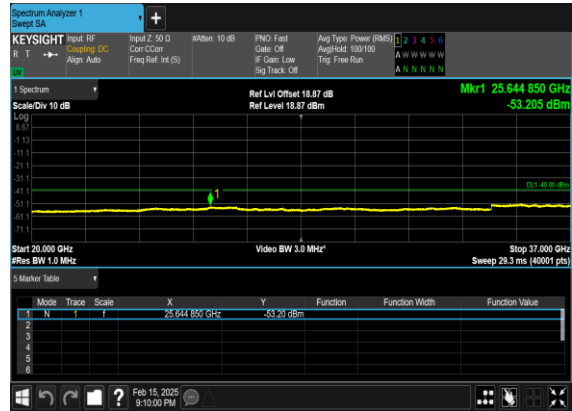 Spectrum Analyzer 1
Swept SA
+
KEYSIGHT Input: RF Input Z: 50 Ω #Atten: 10 dB PNO: Fast Avg Type: Power (RMS) 1 2 3 4 5 6
R T Coupling: DC Corr CCorr Gate: Off Avg|Hold: 100/100 A W W W W W
Align: Auto Freq Ref: Int (S) IF Gain: Low Trig: Free Run A N N N N N
Sig Track: Off
1 Spectrum Ref Lvl Offset 18.87 dB Mkr1 25.644 850 GHz
Scale/Div 10 dB Ref Level 18.87 dBm -53.205 dBm
Log
8.87
-1.13
-11.1
-21.1
-31.1
-41.1 1 DL1 -40.00 dBm
-51.1
-61.1
-71.1
Start 20.000 GHz Video BW 3.0 MHz* Stop 37.000 GHz
#Res BW 1.0 MHz Sweep 29.3 ms (40001 pts)
5 Marker Table
Mode Trace Scale X Y Function Function Width Function Value
1 N 1 f 25.644 850 GHz -53.20 dBm
2
3
4
5
6
? Feb 15, 2025
9:10:00 PM